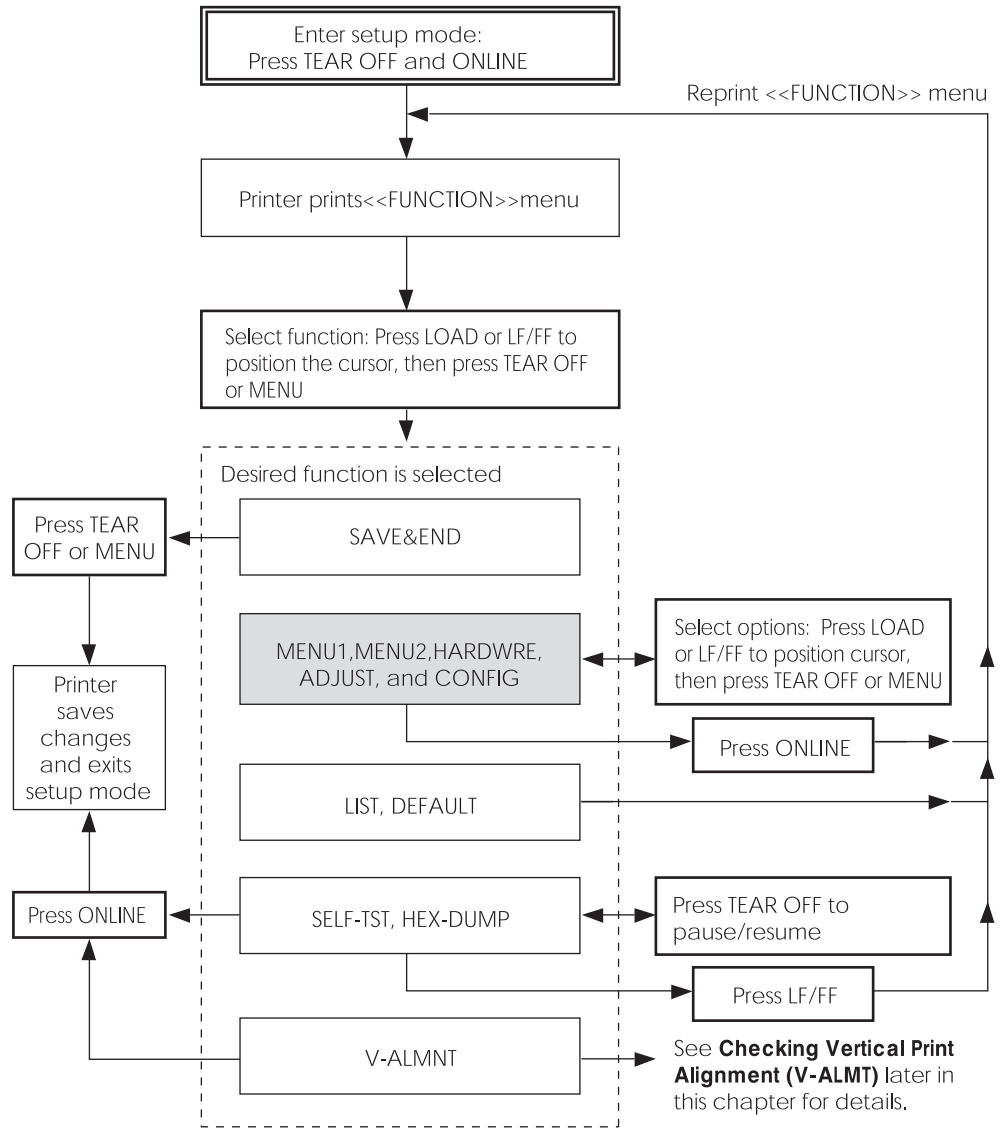 Enter setup mode:
Press TEAR OFF and ONLINE
Reprint <<FUNCTION>> menu
Printer prints<<FUNCTION>>menu
Select function: Press LOAD or LF/FF to
position the cursor, then press TEAR OFF
or MENU
Desired function is selected
Press TEAR
OFF or MENU
SAVE&END
MENU1,MENU2,HARDWRE,
ADJUST, and CONFIG
Select options: Press LOAD
or LF/FF to position cursor,
then press TEAR OFF or MENU
Printer
saves
changes
and exits
setup mode
Press ONLINE
LIST, DEFAULT
Press ONLINE
SELF-TST, HEX-DUMP
Press TEAR OFF to
pause/resume
Press LF/FF
V-ALMNT
See Checking Vertical Print
Alignment (V-ALMT) later in
this chapter for details.